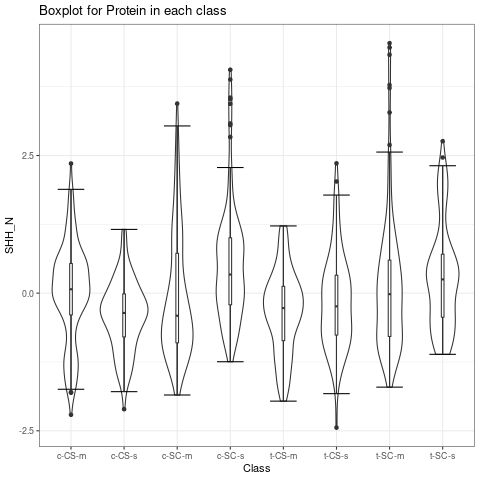 Boxplot for Protein in each class
SHH_N
2.5
0.0
-2.5
c-CS-m c-CS-s c-SC-m c-SC-s t-CS-m t-CS-s t-SC-m t-SC-s
Class